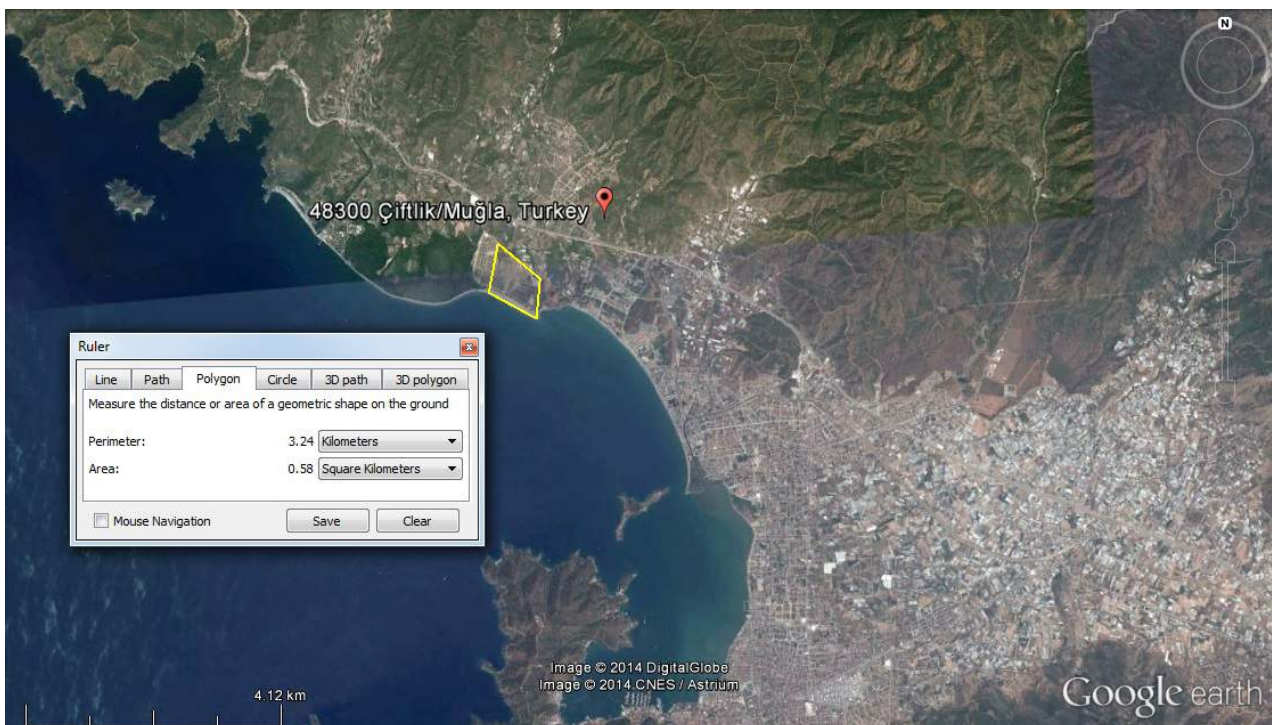 N
48300 Çiftlik/Muğla, Turkey
Ruler
Line Path Polygon Circle 3D path 3D polygon
Measure the distance or area of a geometric shape on the ground
Perimeter: 3.24 Kilometers
Area: 0.58 Square Kilometers
Mouse Navigation Save Clear
Image © 2014 DigitalGlobe
Image © 2014 CNES / Astrium
4.12 km
Google earth